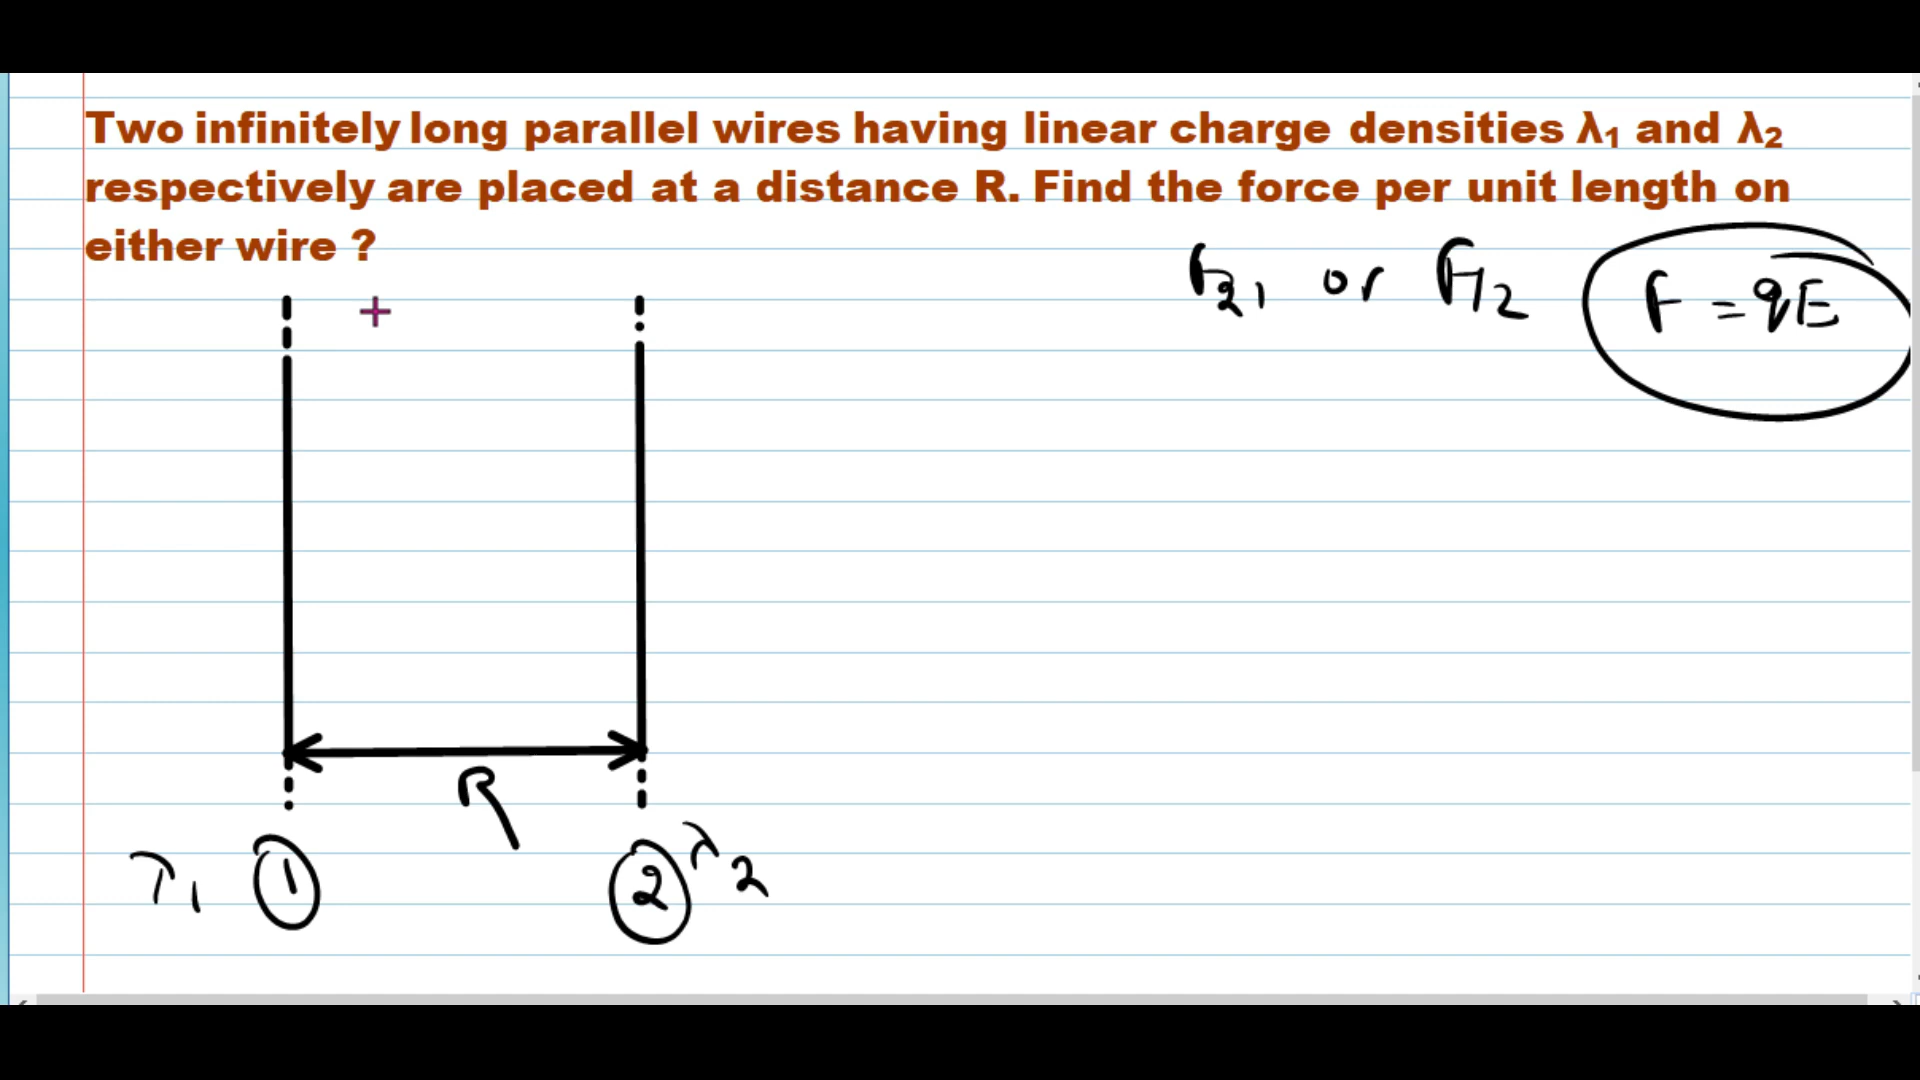 Two infinitely long parallel wires having linear charge densities λ₁ and λ₂
respectively are placed at a distance R. Find the force per unit length on
either wire ?
F₂₁ or F₁₂
F = qE
R
λ₁ ① ② λ₂